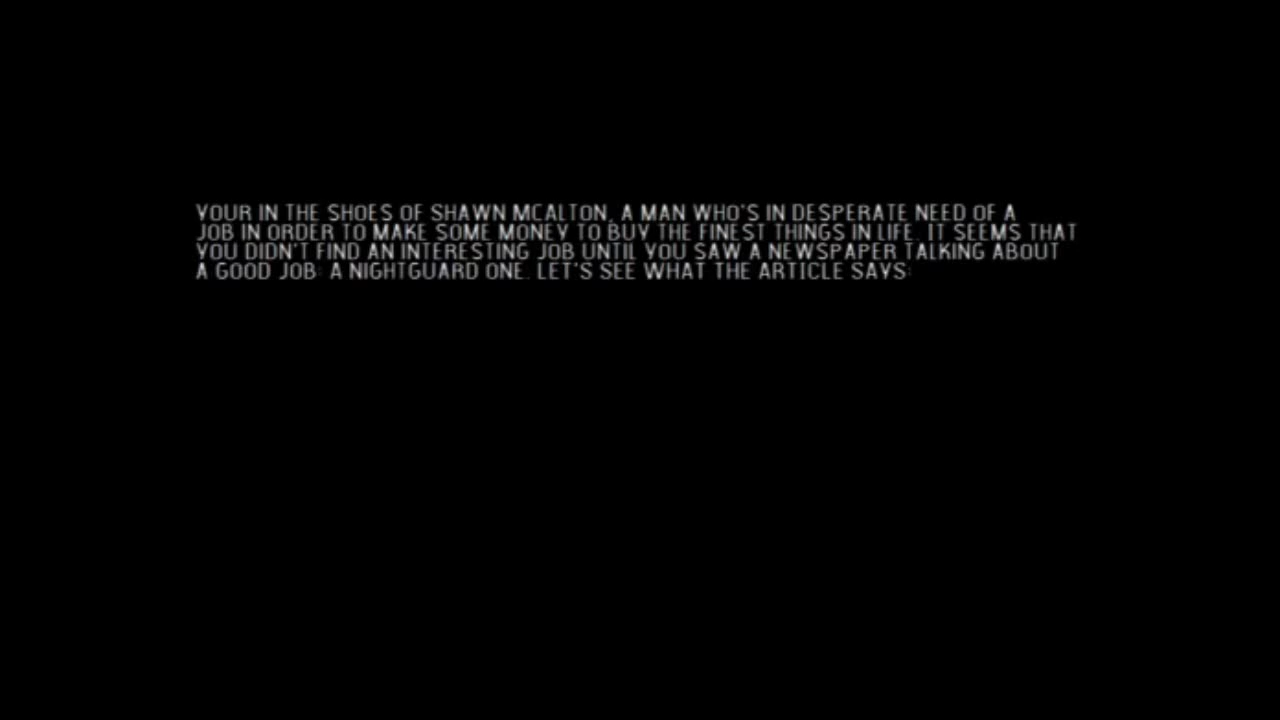 YOUR IN THE SHOES OF SHAWN MCALTON, A MAN WHO'S IN DESPERATE NEED OF A
JOB IN ORDER TO MAKE SOME MONEY TO BUY THE FINEST THINGS IN LIFE. IT SEEMS THAT
YOU DIDN'T FIND AN INTERESTING JOB UNTIL YOU SAW A NEWSPAPER TALKING ABOUT
A GOOD JOB: A NIGHTGUARD ONE. LET'S SEE WHAT THE ARTICLE SAYS: